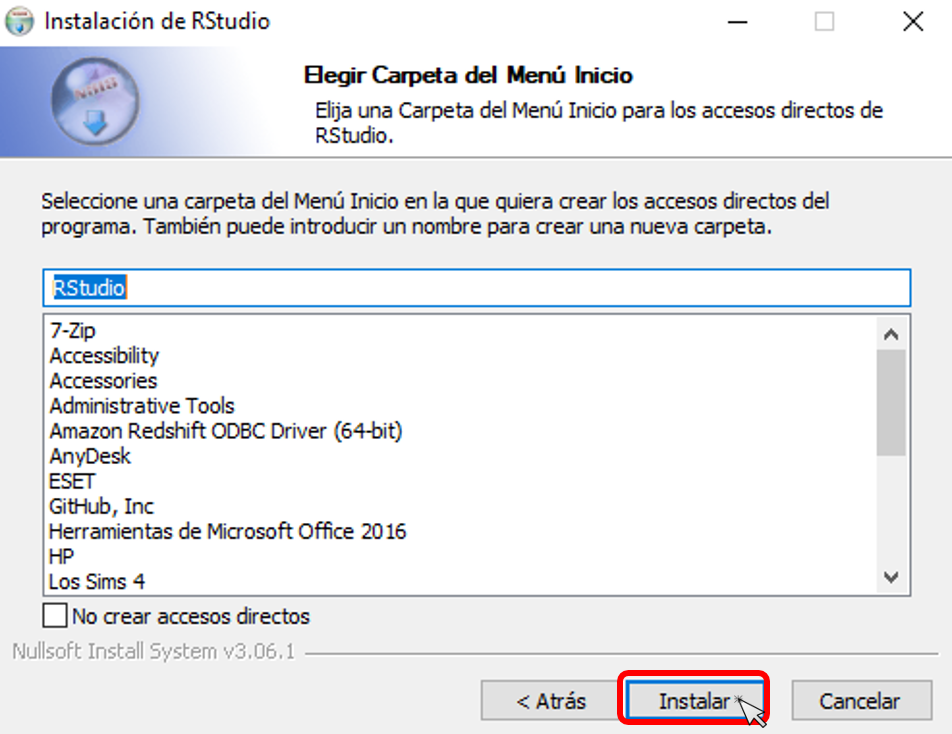 Instalación de RStudio
Elegir Carpeta del Menú Inicio
Elija una Carpeta del Menú Inicio para los accesos directos de
RStudio.
Seleccione una carpeta del Menú Inicio en la que quiera crear los accesos directos del
programa. También puede introducir un nombre para crear una nueva carpeta.
RStudio
7-Zip
Accessibility
Accessories
Administrative Tools
Amazon Redshift ODBC Driver (64-bit)
AnyDesk
ESET
GitHub, Inc
Herramientas de Microsoft Office 2016
HP
Los Sims 4
No crear accesos directos
Nullsoft Install System v3.06.1
< Atrás
Instalar
Cancelar